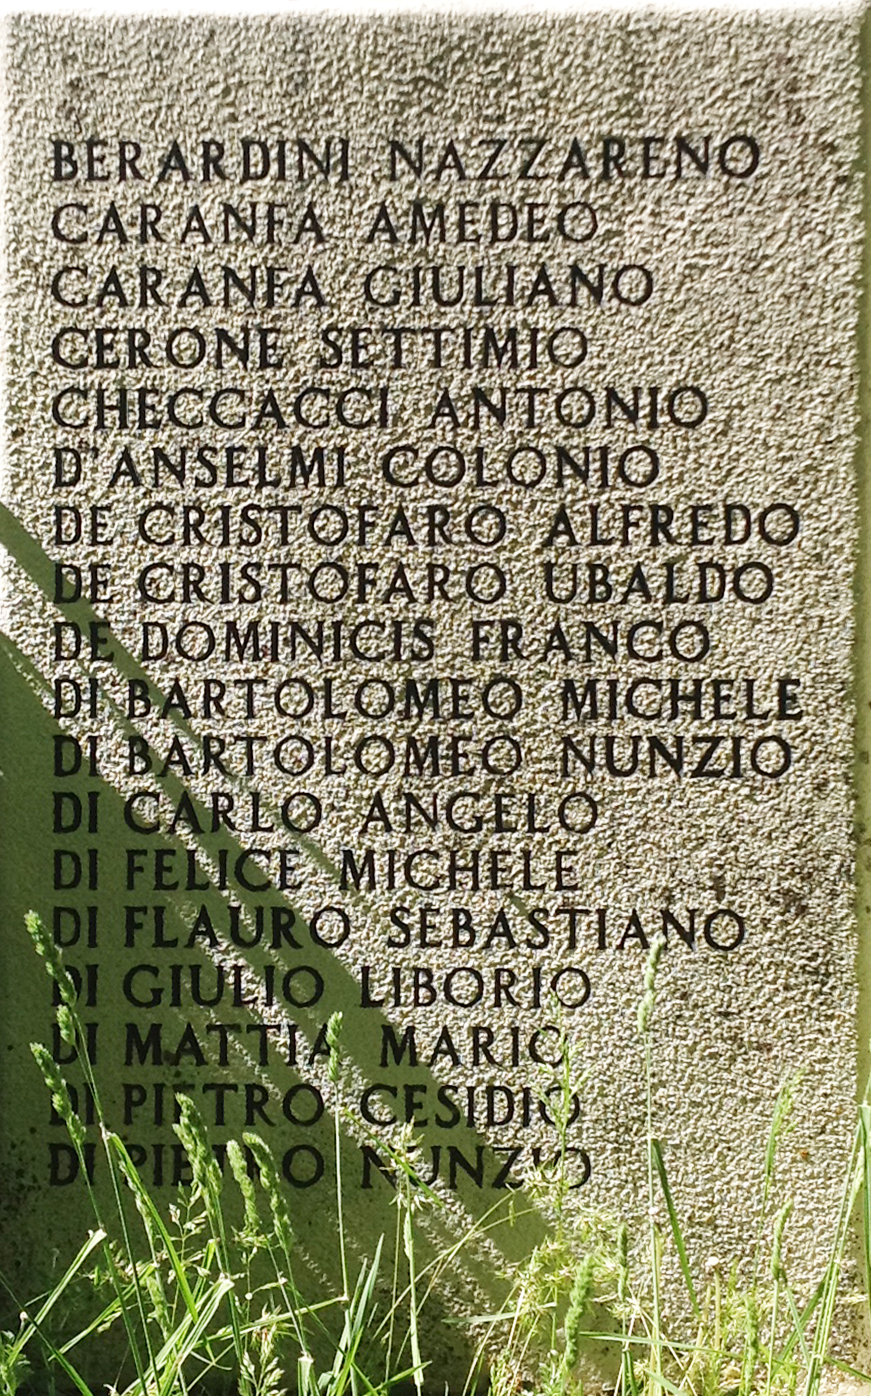 BERARDINI NAZZARENO
CARANFA AMEDEO
CARANFA GIULIANO
CERONE SETTIMIO
CHECCACCI ANTONIO
D'ANSELMI COLONIO
DE CRISTOFARO ALFREDO
DE CRISTOFARO UBALDO
DE DOMINICIS FRANCO
DI BARTOLOMEO MICHELE
DI BARTOLOMEO NUNZIO
DI CARLO ANGELO
DI FELICE MICHELE
DI FLAURO SEBASTIANO
DI GIULIO LIBORIO
DI MATTIA MARIO
DI PIETRO CESIDIO
DI PIETRO NUNZIO